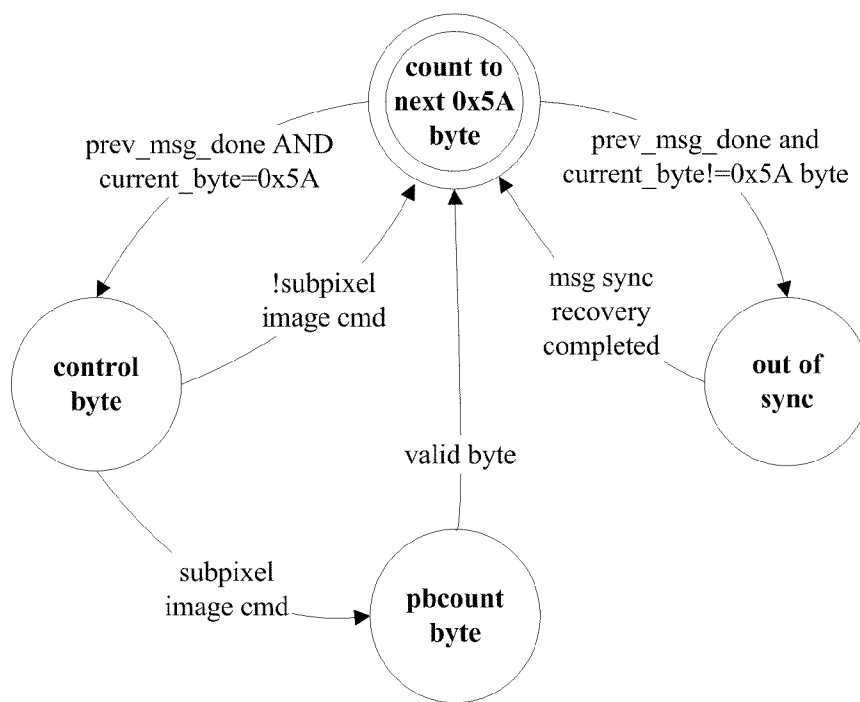 count to
next 0x5A
byte
prev_msg_done AND
current_byte=0x5A
prev_msg_done and
current_byte!=0x5A byte
!subpixel
image cmd
msg sync
recovery
completed
control
byte
out of
sync
valid byte
subpixel
image cmd
pbcount
byte